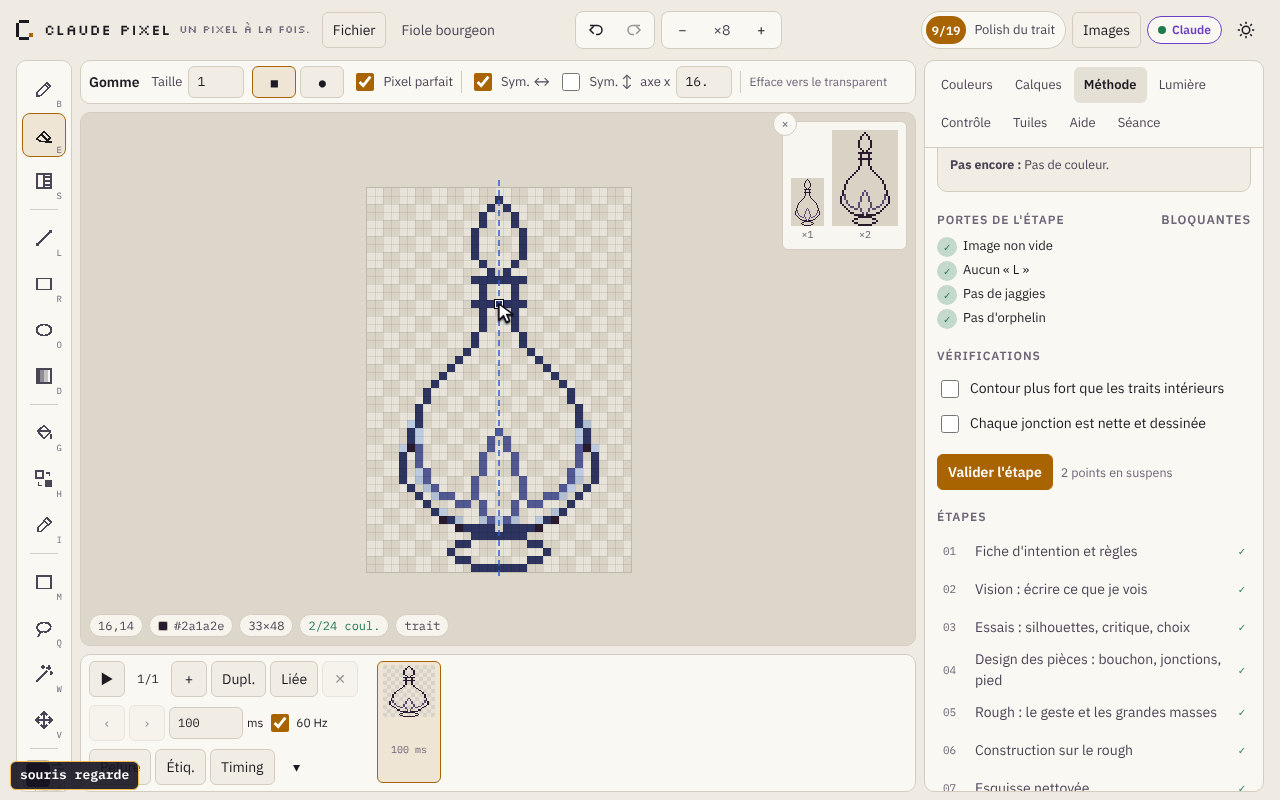 CLAUDE PIXEL UN PIXEL À LA FOIS. Fichier Fiole bourgeon − ×8 + 9/19 Polish du trait Images Claude
Gomme Taille 1 ■ ● Pixel parfait Sym. ↔ Sym. ↕ axe x 16. Efface vers le transparent
B
E
S
L
R
O
D
G
H
I
M
Q
W
V
×
×1 ×2
16,14 #2a1a2e 33×48 2/24 coul. trait
▶ 1/1 + Dupl. Liée ×
‹ › 100 ms 60 Hz
Étiq. Timing ▼
100 ms
souris regarde
Couleurs Calques Méthode Lumière
Contrôle Tuiles Aide Séance
Pas encore : Pas de couleur.
PORTES DE L'ÉTAPE BLOQUANTES
✓ Image non vide
✓ Aucun « L »
✓ Pas de jaggies
✓ Pas d'orphelin
VÉRIFICATIONS
Contour plus fort que les traits intérieurs
Chaque jonction est nette et dessinée
Valider l'étape 2 points en suspens
ÉTAPES
01 Fiche d'intention et règles ✓
02 Vision : écrire ce que je vois ✓
03 Essais : silhouettes, critique, choix ✓
04 Design des pièces : bouchon, jonctions,
pied ✓
05 Rough : le geste et les grandes masses ✓
06 Construction sur le rough ✓
07 Esquisse nettoyée ✓